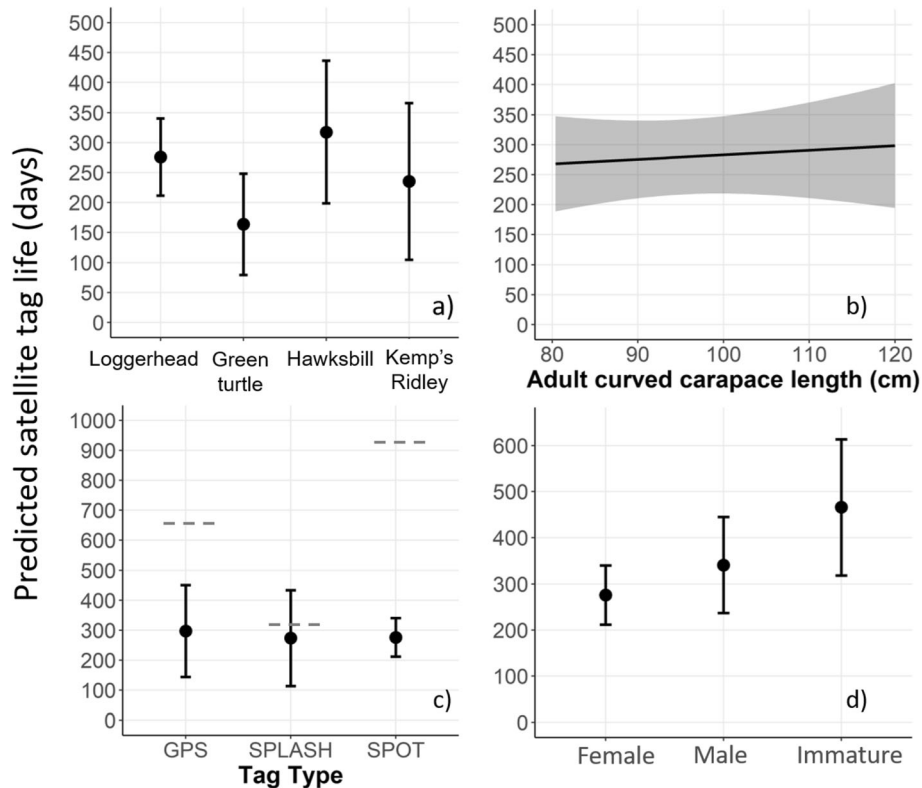 Predicted satellite tag life (days)
500
450
400
350
300
250
200
150
100
50
0
a)
Loggerhead
Green
turtle
Hawksbill
Kemp's
Ridley
500
450
400
350
300
250
200
150
100
50
0
b)
80 90 100 110 120
Adult curved carapace length (cm)
1000
900
800
700
600
500
400
300
200
100
0
c)
GPS SPLASH SPOT
Tag Type
600
500
400
300
200
100
0
d)
Female Male Immature